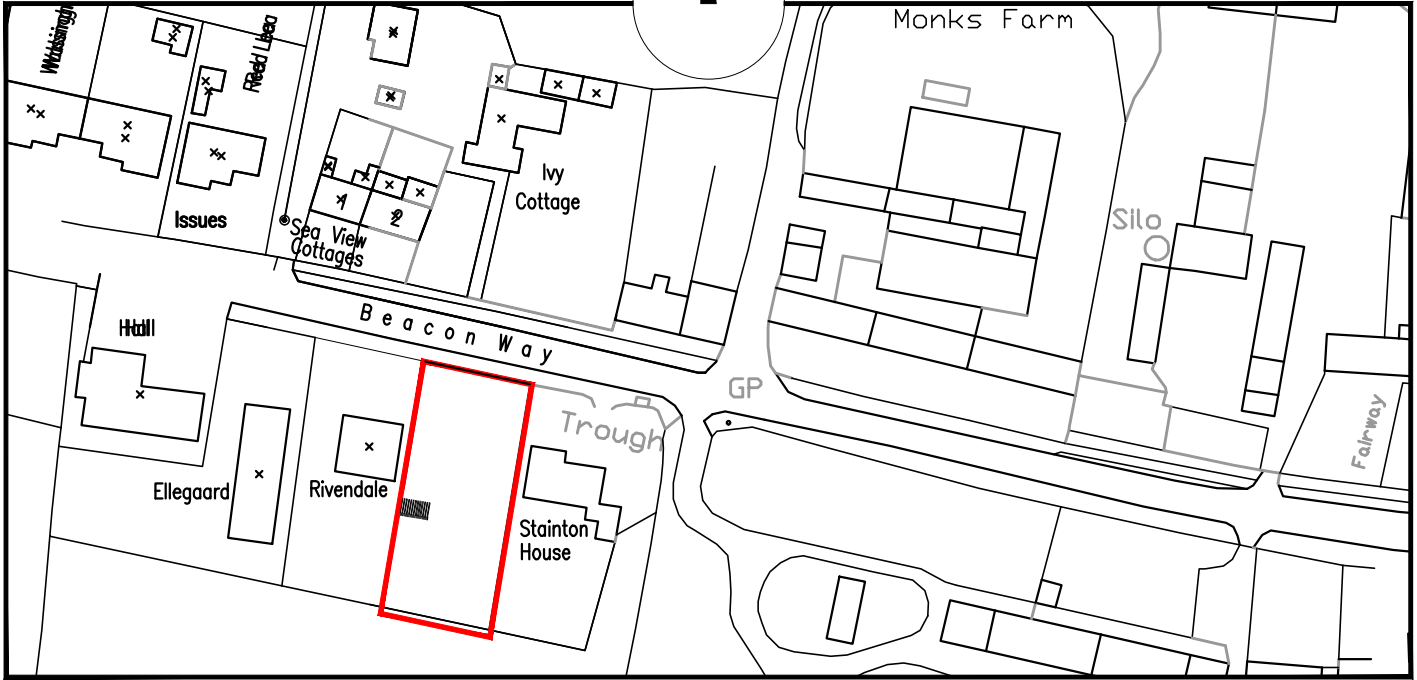 Monks Farm
Ivy
Cottage
Issues
Silo
1
2
Sea View
Cottages
Hall
Beacon Way
GP
Trough
Fairway
Ellegaard
Rivendale
Stainton
House